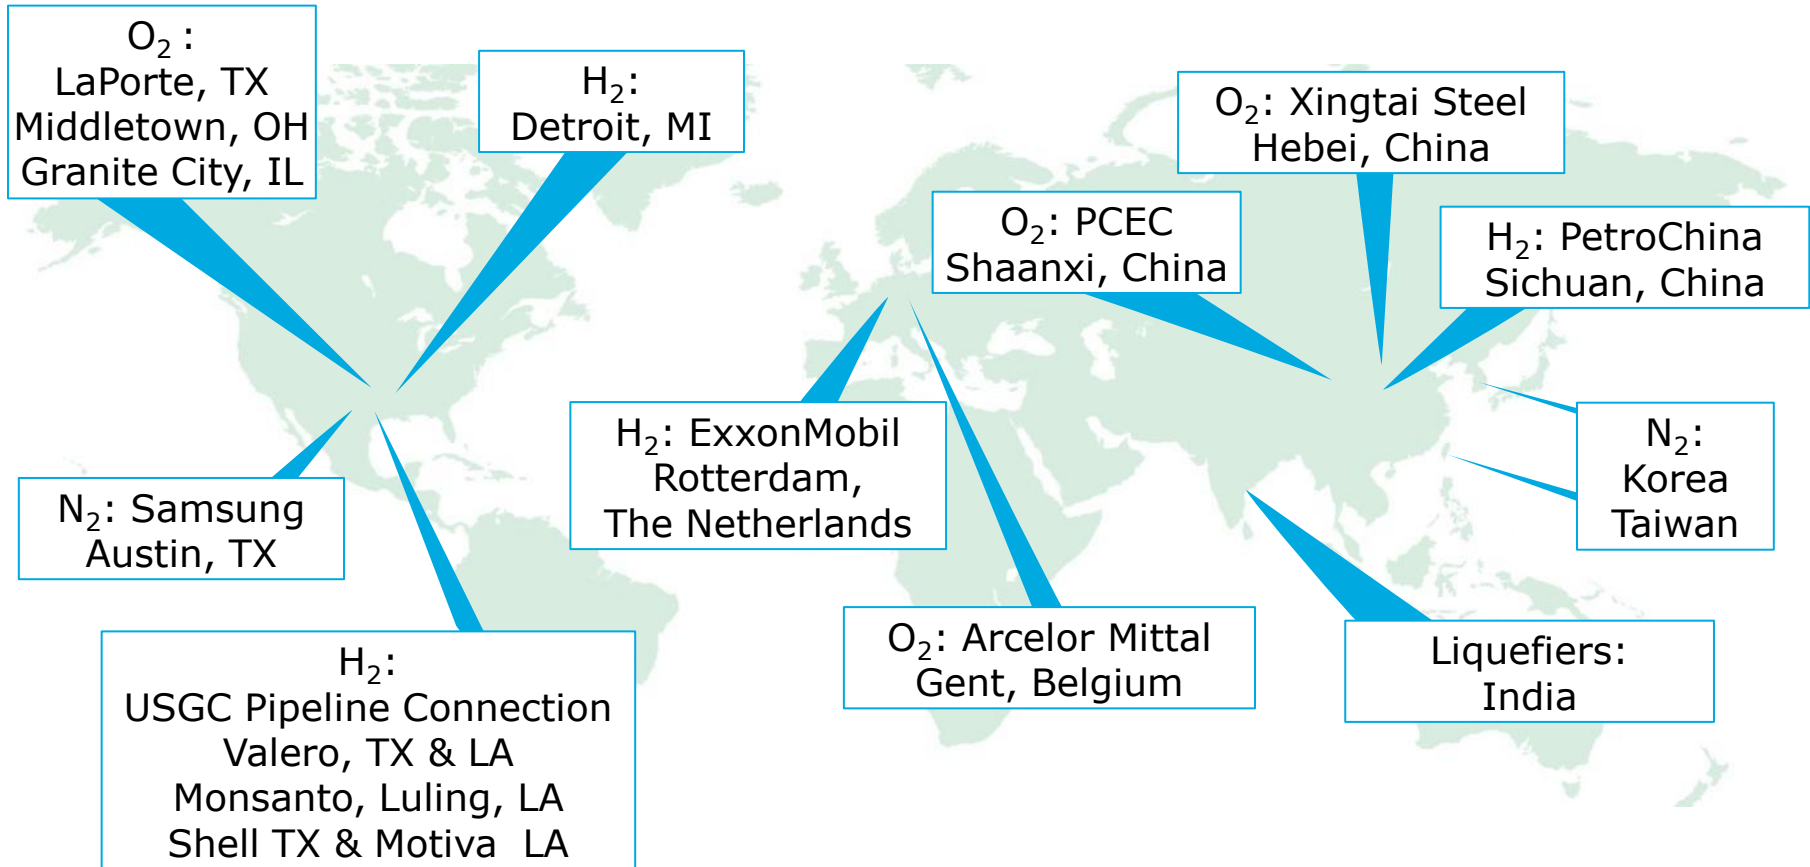 O₂ :
LaPorte, TX
Middletown, OH
Granite City, IL
H₂:
Detroit, MI
O₂: Xingtai Steel
Hebei, China
O₂: PCEC
Shaanxi, China
H₂: PetroChina
Sichuan, China
H₂: ExxonMobil
Rotterdam,
The Netherlands
N₂:
Korea
Taiwan
N₂: Samsung
Austin, TX
O₂: Arcelor Mittal
Gent, Belgium
Liquefiers:
India
H₂:
USGC Pipeline Connection
Valero, TX & LA
Monsanto, Luling, LA
Shell TX & Motiva LA